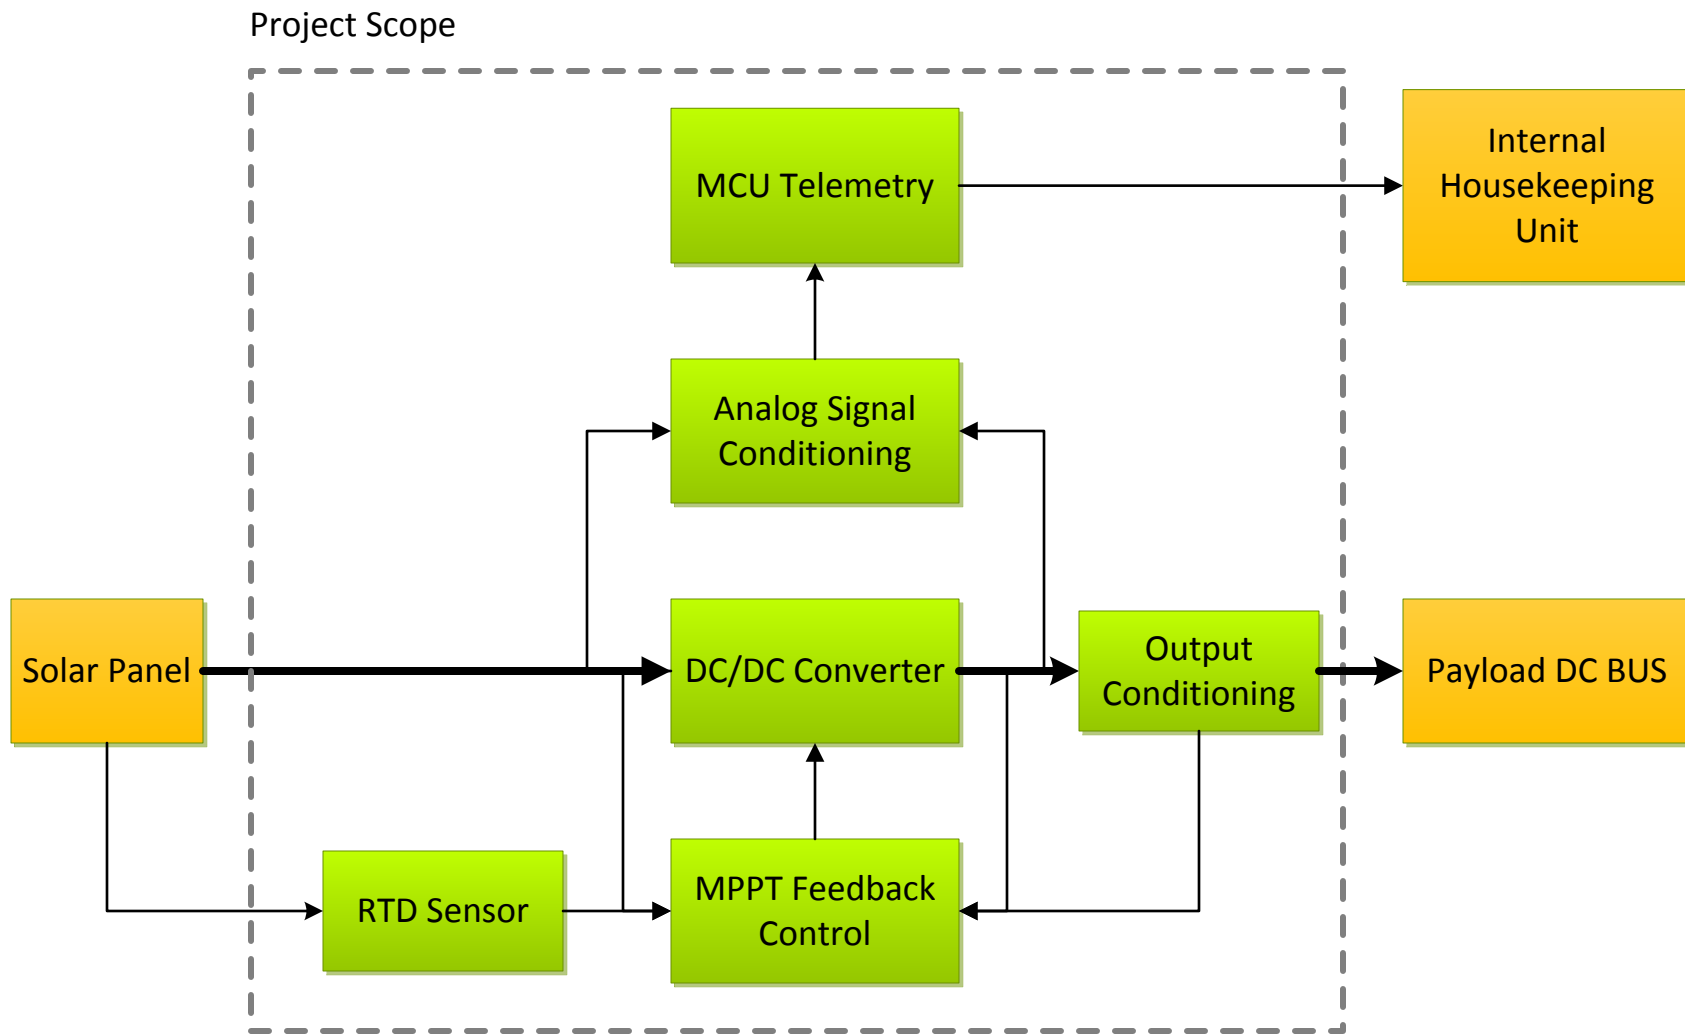 Project Scope
MCU Telemetry
Internal
Housekeeping
Unit
Analog Signal
Conditioning
Solar Panel
DC/DC Converter
Output
Conditioning
Payload DC BUS
RTD Sensor
MPPT Feedback
Control